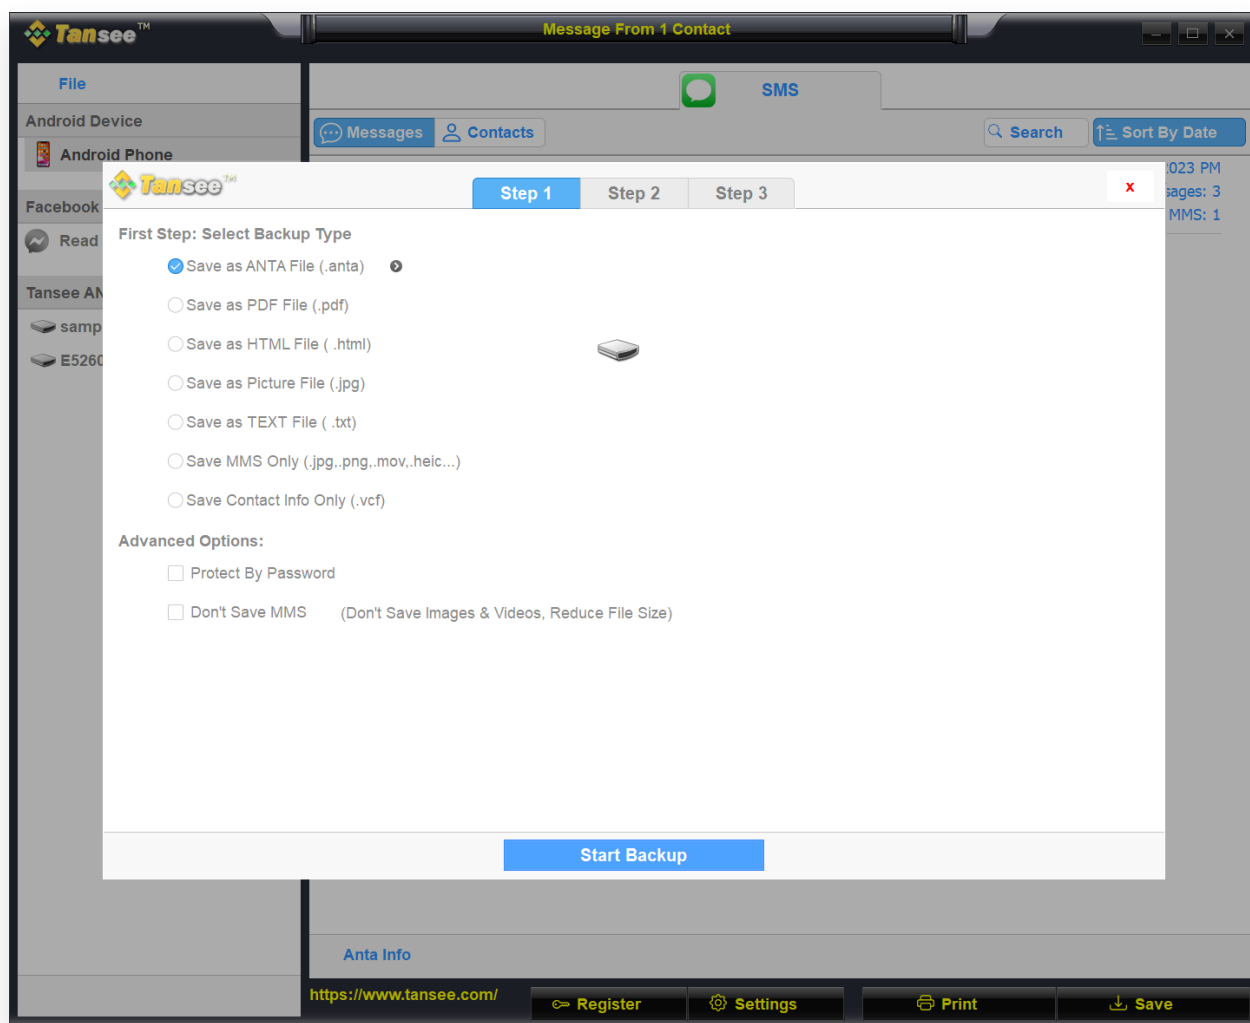 Tansee™
Message From 1 Contact
File
SMS
Android Device
Messages
Contacts
Search
Sort By Date
Android Phone
:023 PM
Facebook
sages: 3
MMS: 1
Read
Tansee AN
samp
E5260
Tansee™
Step 1
Step 2
Step 3
x
First Step: Select Backup Type
Save as ANTA File (.anta)
Save as PDF File (.pdf)
Save as HTML File ( .html)
Save as Picture File (.jpg)
Save as TEXT File ( .txt)
Save MMS Only (.jpg,.png,.mov,.heic...)
Save Contact Info Only (.vcf)
Advanced Options:
Protect By Password
Don't Save MMS (Don't Save Images & Videos, Reduce File Size)
Start Backup
Anta Info
https://www.tansee.com/
Register
Settings
Print
Save